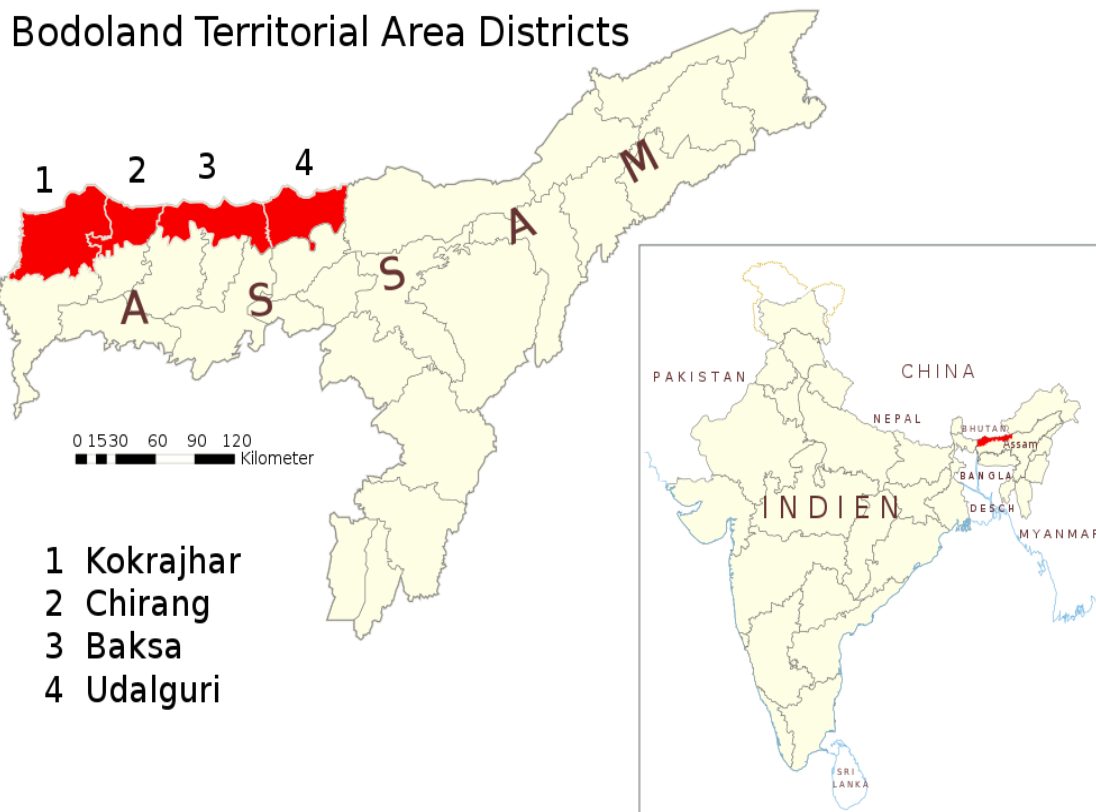 Bodoland Territorial Area Districts
1 2 3 4
A S S A M
0 15 30 60 90 120
Kilometer
1 Kokrajhar
2 Chirang
3 Baksa
4 Udalguri
PAKISTAN
CHINA
NEPAL
BHUTAN
Assam
BANGLA
DESCH
INDIEN
MYANMAR
SRI
LANKA